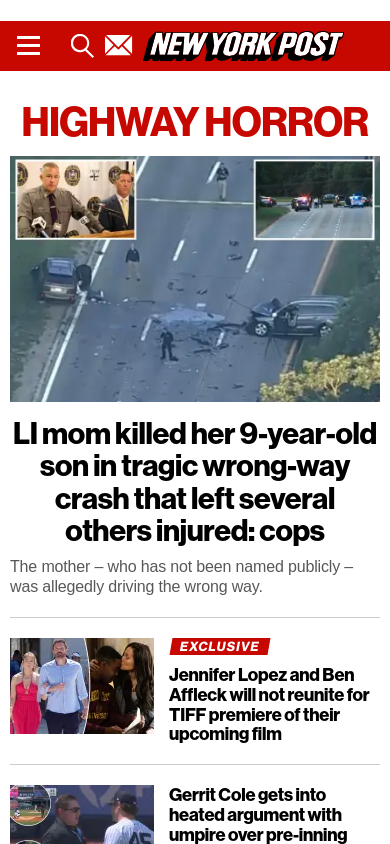 NEW YORK POST
HIGHWAY HORROR
LI mom killed her 9-year-old
son in tragic wrong-way
crash that left several
others injured: cops
The mother – who has not been named publicly –
was allegedly driving the wrong way.
EXCLUSIVE
Jennifer Lopez and Ben
Affleck will not reunite for
TIFF premiere of their
upcoming film
Gerrit Cole gets into
heated argument with
umpire over pre-inning